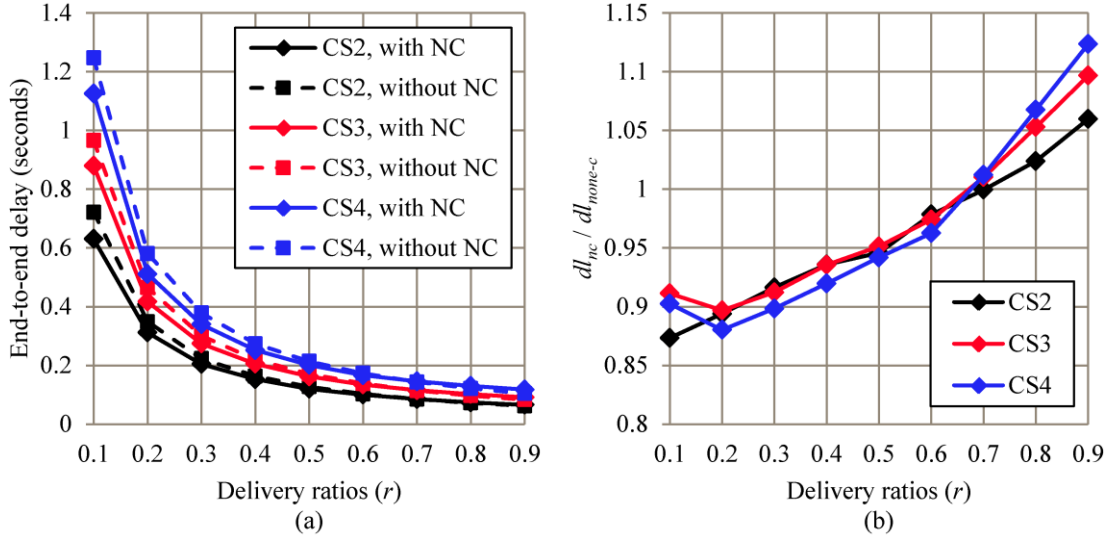 1.4
1.2
1
0.8
0.6
0.4
0.2
0
End-to-end delay (seconds)
CS2, with NC
CS2, without NC
CS3, with NC
CS3, without NC
CS4, with NC
CS4, without NC
0.1 0.2 0.3 0.4 0.5 0.6 0.7 0.8 0.9
Delivery ratios (r)
(a)
1.15
1.1
1.05
1
0.95
0.9
0.85
0.8
dl_nc / dl_none-c
CS2
CS3
CS4
0.1 0.2 0.3 0.4 0.5 0.6 0.7 0.8 0.9
Delivery ratios (r)
(b)